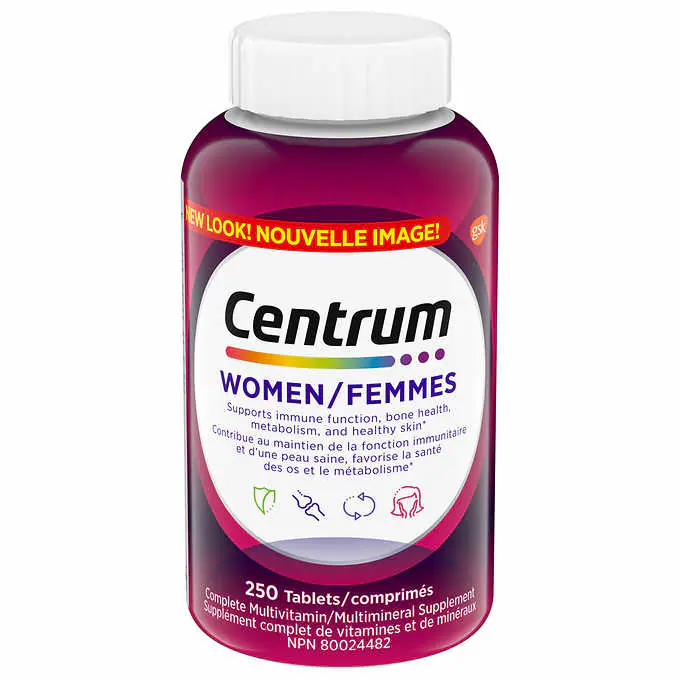 NEW LOOK! NOUVELLE IMAGE!
gsk
Centrum
WOMEN/FEMMES
Supports immune function, bone health,
metabolism, and healthy skin*
Contribue au maintien de la fonction immunitaire
et d'une peau saine, favorise la santé
des os et le métabolisme*
250 Tablets/comprimés
Complete Multivitamin/Multimineral Supplement
Supplément complet de vitamines et de minéraux
NPN 80024482